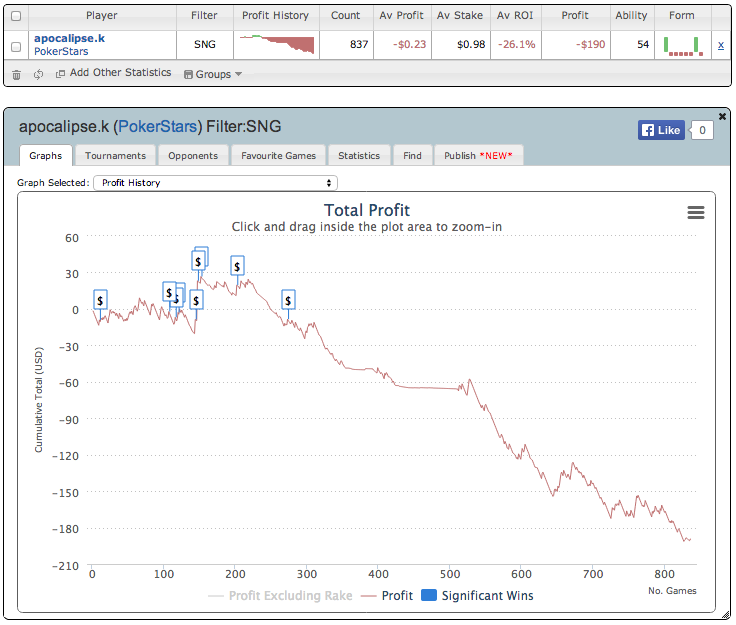 Player Filter Profit History Count Av Profit Av Stake Av ROI Profit Ability Form
apocalipse.k
PokerStars
SNG 837 -$0.23 $0.98 -26.1% -$190 54 x
Add Other Statistics Groups
apocalipse.k (PokerStars) Filter:SNG
Like 0
Graphs Tournaments Opponents Favourite Games Statistics Find Publish *NEW*
Graph Selected: Profit History
Total Profit
Click and drag inside the plot area to zoom-in
Cumulative Total (USD)
60
30
0
-30
-60
-90
-120
-150
-180
-210
$ $ $ $ $ $ $ $
0 100 200 300 400 500 600 700 800
No. Games
Profit Excluding Rake Profit Significant Wins